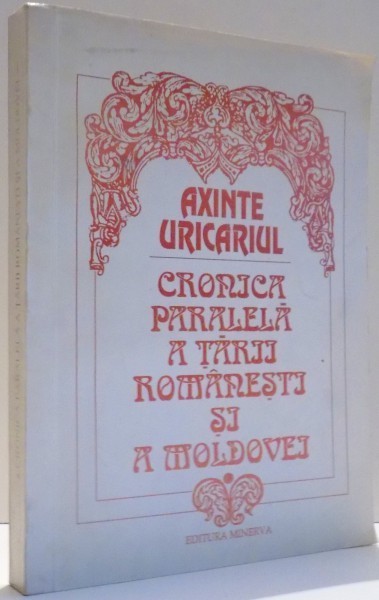 AXINTE
URICARIUL
CRONICA
PARALELĂ
A ȚĂRII
ROMÂNEȘTI
ȘI
A MOLDOVEI
EDITURA MINERVA